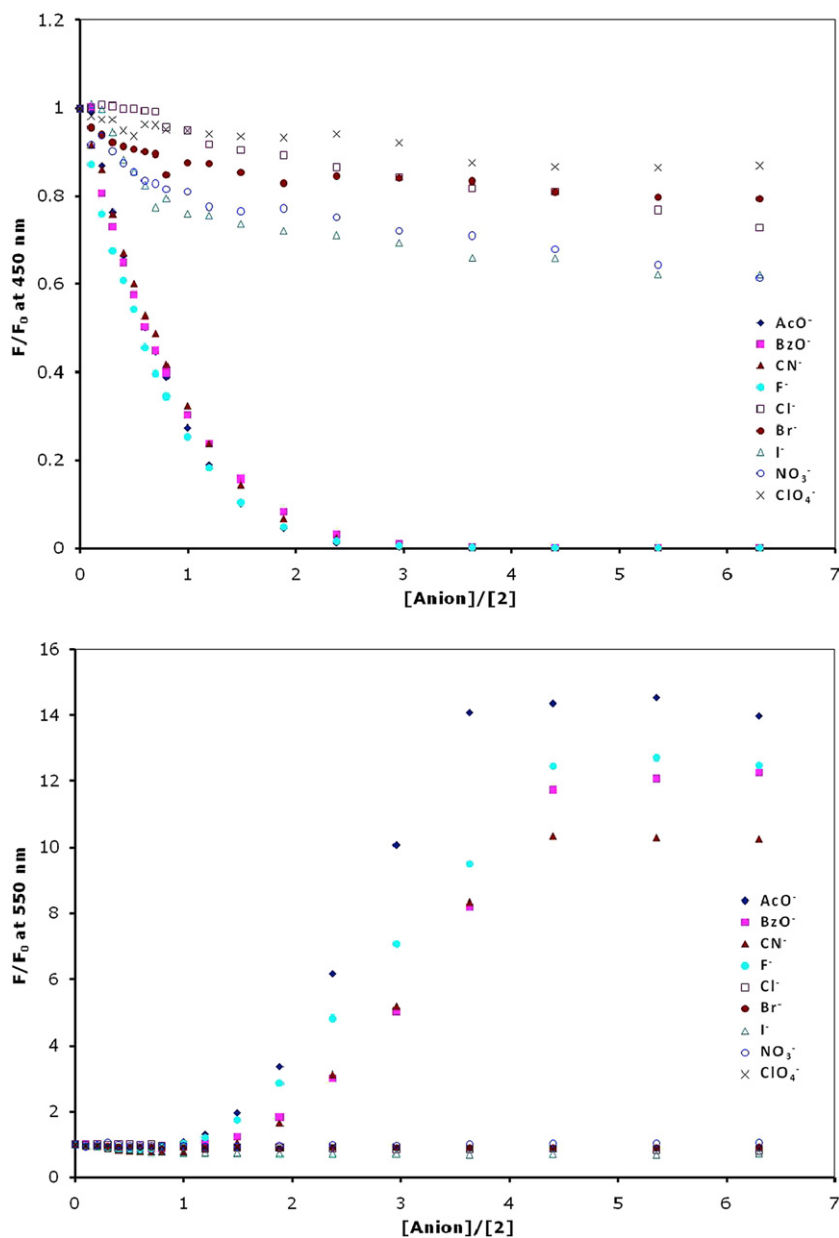 1.2
1
0.8
0.6
0.4
0.2
0
F/F₀ at 450 nm
AcO⁻
BzO⁻
CN⁻
F⁻
Cl⁻
Br⁻
I⁻
NO₃⁻
ClO₄⁻
0 1 2 3 4 5 6 7
[Anion]/[2]
16
14
12
10
8
6
4
2
0
F/F₀ at 550 nm
AcO⁻
BzO⁻
CN⁻
F⁻
Cl⁻
Br⁻
I⁻
NO₃⁻
ClO₄⁻
0 1 2 3 4 5 6 7
[Anion]/[2]